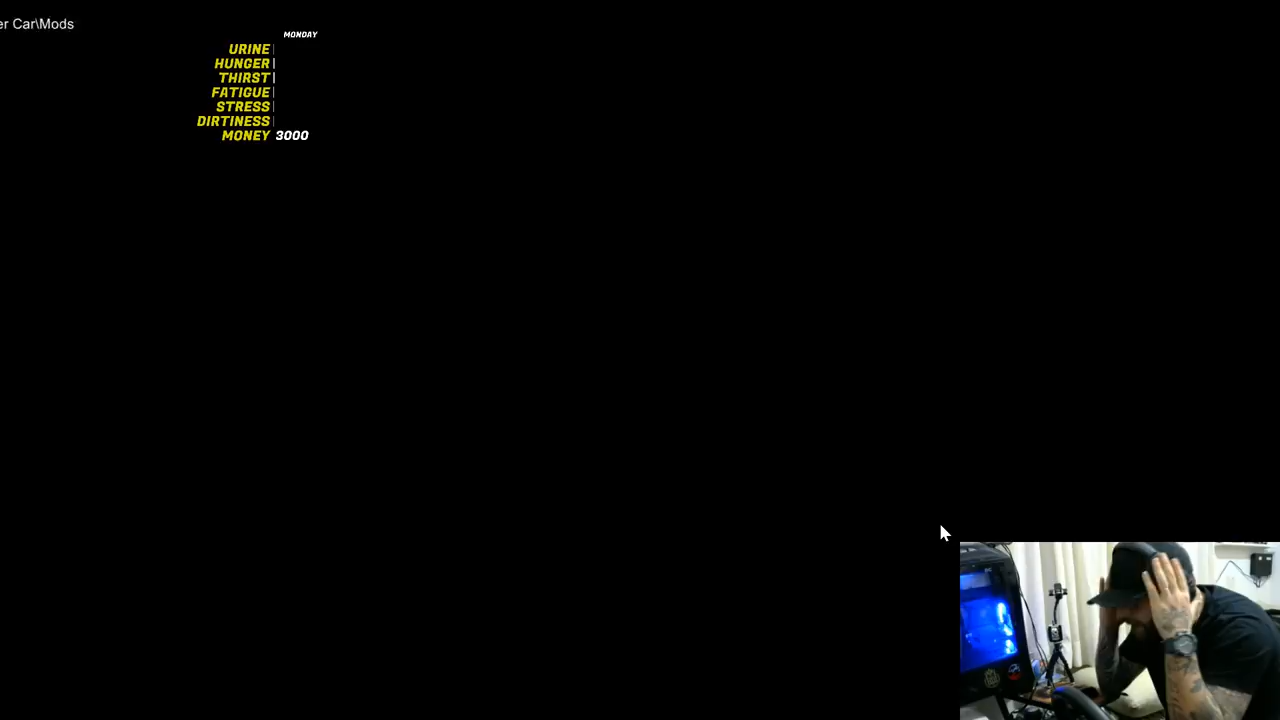 er Car\Mods
MONDAY
URINE
HUNGER
THIRST
FATIGUE
STRESS
DIRTINESS
MONEY 3000